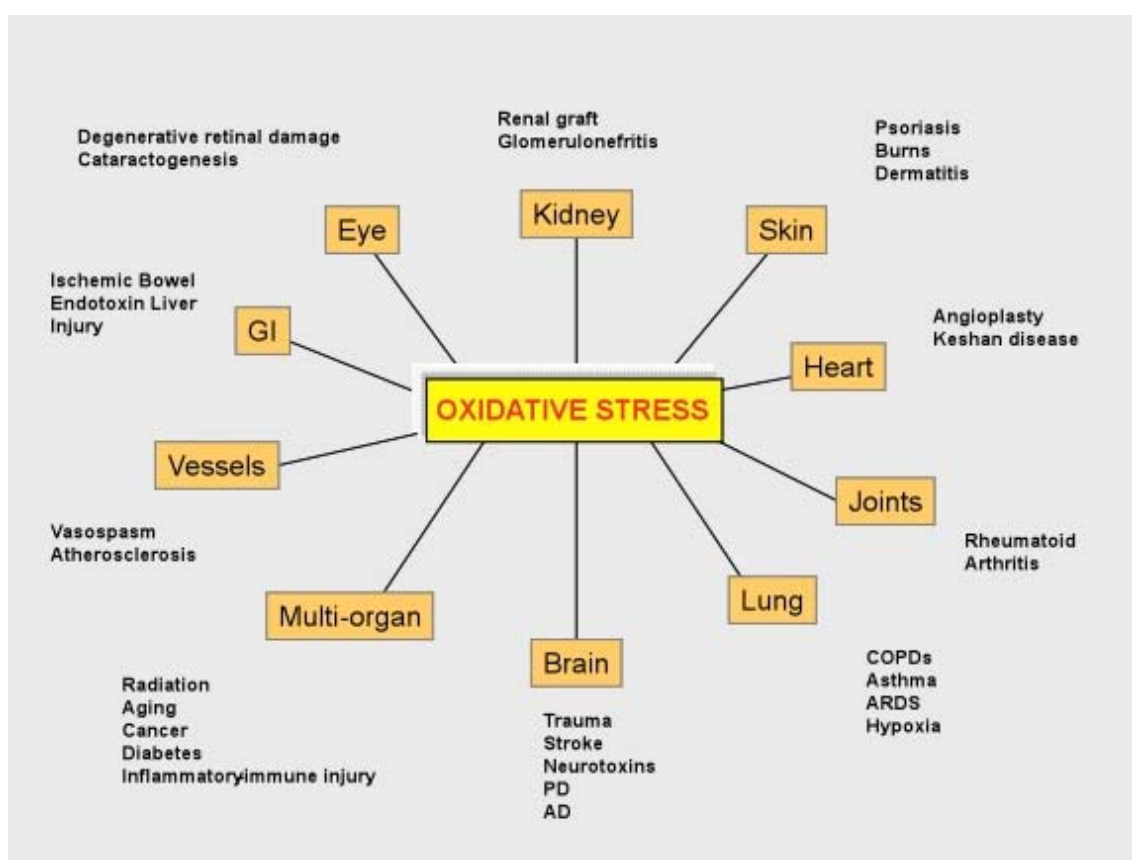 Degenerative retinal damage
Cataractogenesis
Renal graft
Glomerulonefritis
Psoriasis
Burns
Dermatitis
Eye
Kidney
Skin
Ischemic Bowel
Endotoxin Liver
Injury
GI
Angioplasty
Keshan disease
Heart
OXIDATIVE STRESS
Vessels
Vasospasm
Atherosclerosis
Joints
Rheumatoid
Arthritis
Multi-organ
Radiation
Aging
Cancer
Diabetes
Inflammatory-immune injury
Brain
Trauma
Stroke
Neurotoxins
PD
AD
Lung
COPDs
Asthma
ARDS
Hypoxia